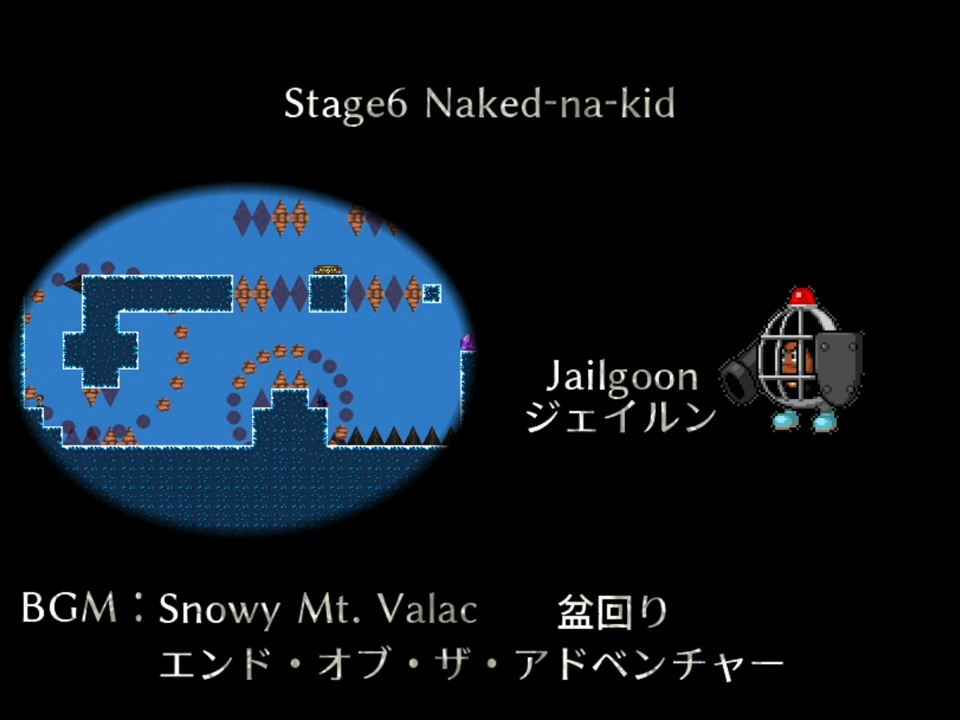 Stage6 Naked-na-kid
Jailgoon
ジェイルン
BGM：Snowy Mt. Valac 盆回り
エンド・オブ・ザ・アドベンチャー